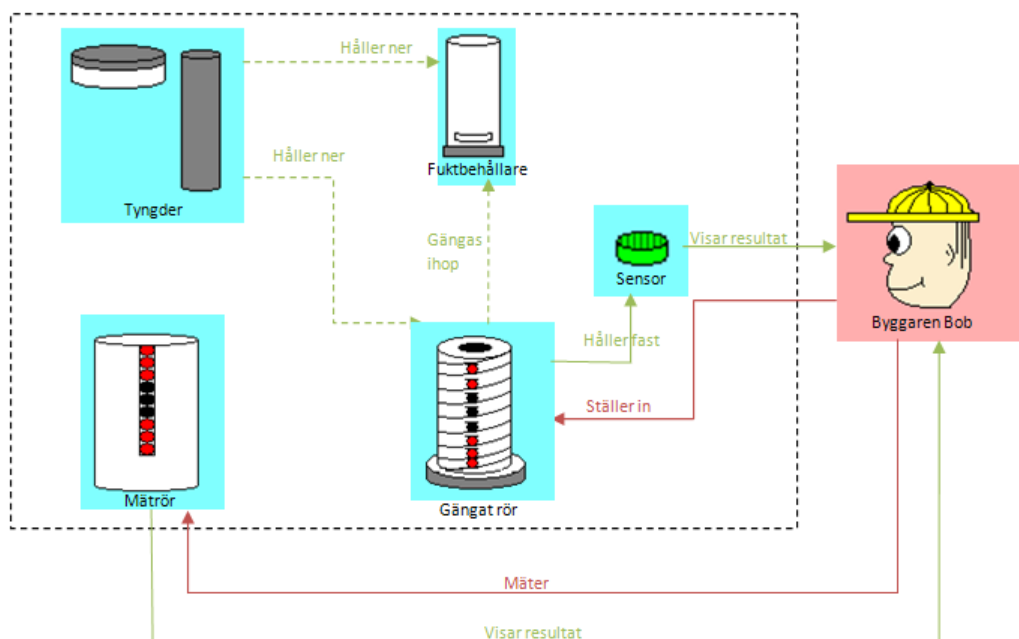 Håller ner
Fuktbehållare
Håller ner
Tyngder
Gängas
ihop
Visar resultat
Sensor
Byggaren Bob
Håller fast
Ställer in
Mätrör
Gängat rör
Mäter
Visar resultat